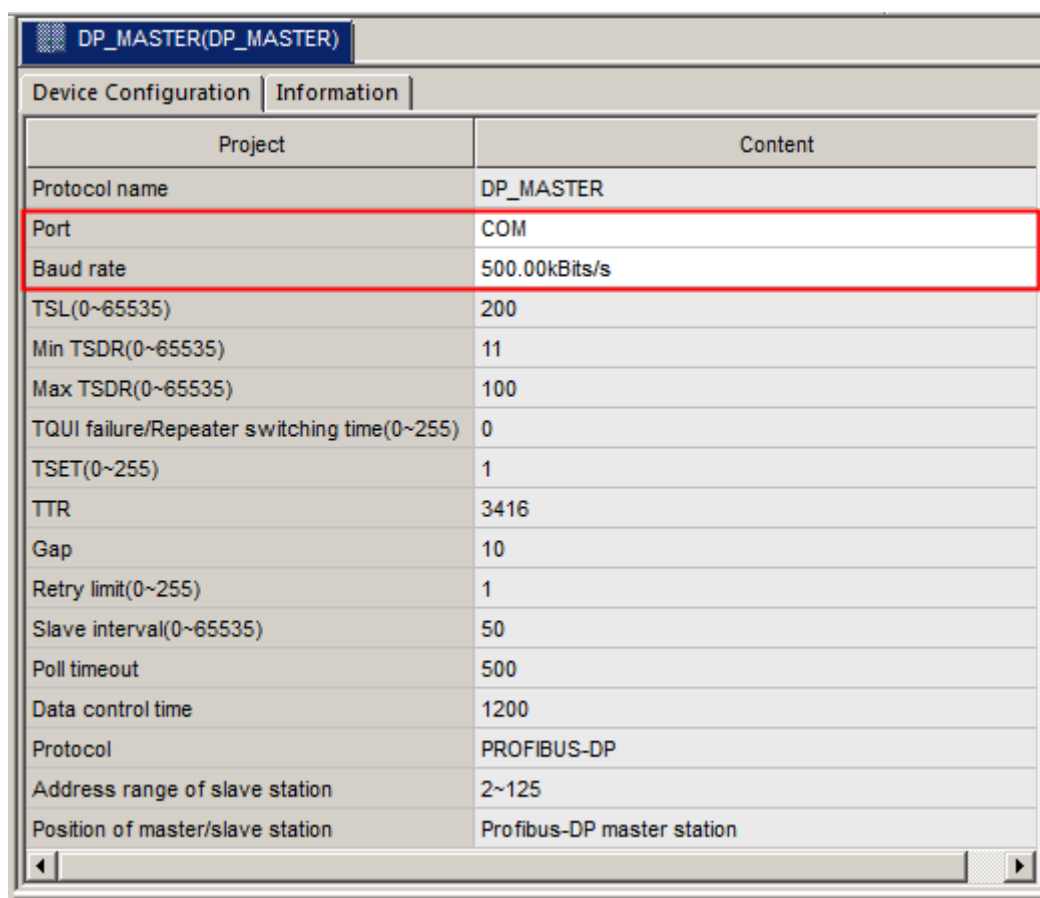 DP_MASTER(DP_MASTER)
Device Configuration Information
Project Content
Protocol name DP_MASTER
Port COM
Baud rate 500.00kBits/s
TSL(0~65535) 200
Min TSDR(0~65535) 11
Max TSDR(0~65535) 100
TQUI failure/Repeater switching time(0~255) 0
TSET(0~255) 1
TTR 3416
Gap 10
Retry limit(0~255) 1
Slave interval(0~65535) 50
Poll timeout 500
Data control time 1200
Protocol PROFIBUS-DP
Address range of slave station 2~125
Position of master/slave station Profibus-DP master station